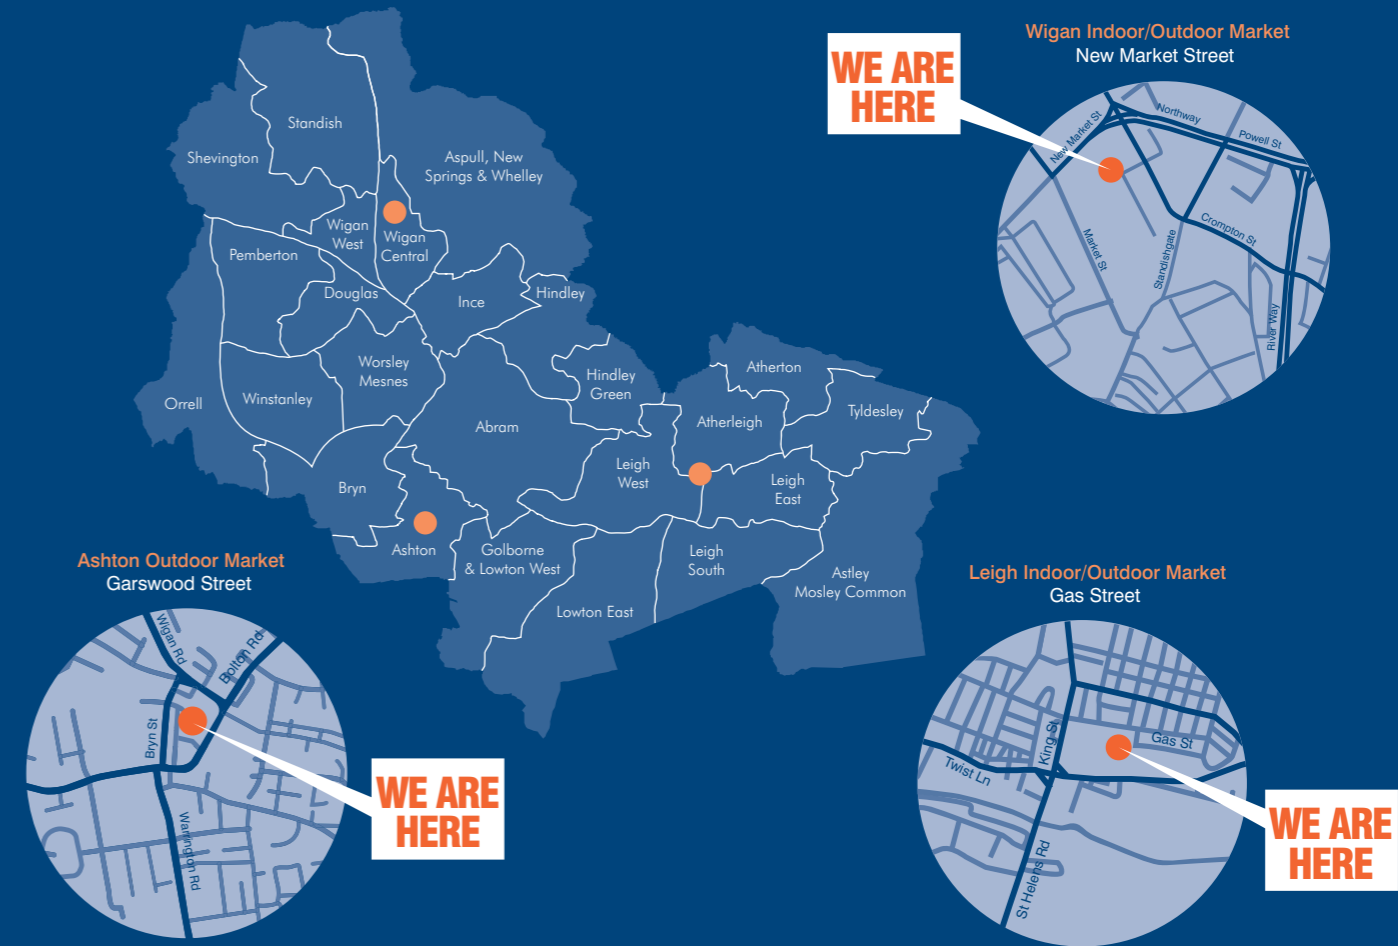 Wigan Indoor/Outdoor Market
New Market Street
WE ARE
HERE
New Market St
Northway
Powell St
Market St
Standishgate
Crompton St
River Way
Standish
Shevington
Aspull, New
Springs & Whelley
Wigan
West
Wigan
Central
Pemberton
Douglas
Ince
Hindley
Worsley
Mesnes
Hindley
Green
Atherton
Orrell
Winstanley
Abram
Atherleigh
Tyldesley
Leigh
West
Leigh
East
Bryn
Ashton
Golborne
& Lowton West
Leigh
South
Astley
Mosley Common
Lowton East
Ashton Outdoor Market
Garswood Street
Wigan Rd
Bolton Rd
Bryn St
Warrington Rd
WE ARE
HERE
Leigh Indoor/Outdoor Market
Gas Street
King St
Gas St
Twist Ln
St Helens Rd
WE ARE
HERE